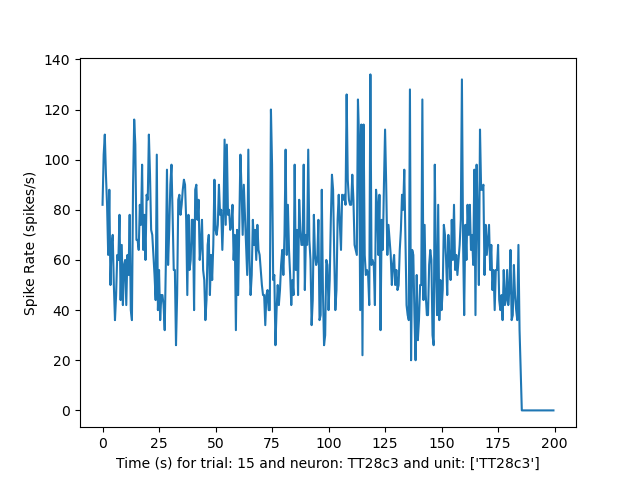 140
120
100
80
60
40
20
0
Spike Rate (spikes/s)
0 25 50 75 100 125 150 175 200
Time (s) for trial: 15 and neuron: TT28c3 and unit: ['TT28c3']